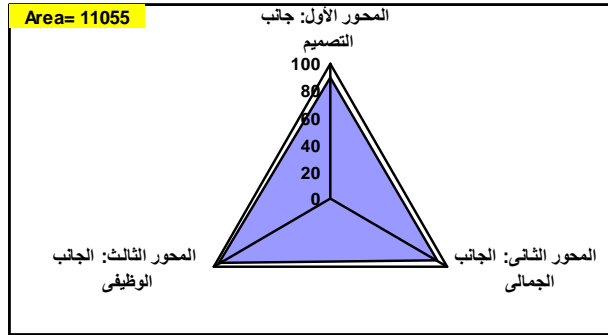 Area= 11055
المحور الأول: جانب
التصميم
100
80
60
40
20
0
المحور الثالث: الجانب
الوظيفى
المحور الثانى: الجانب
الجمالى